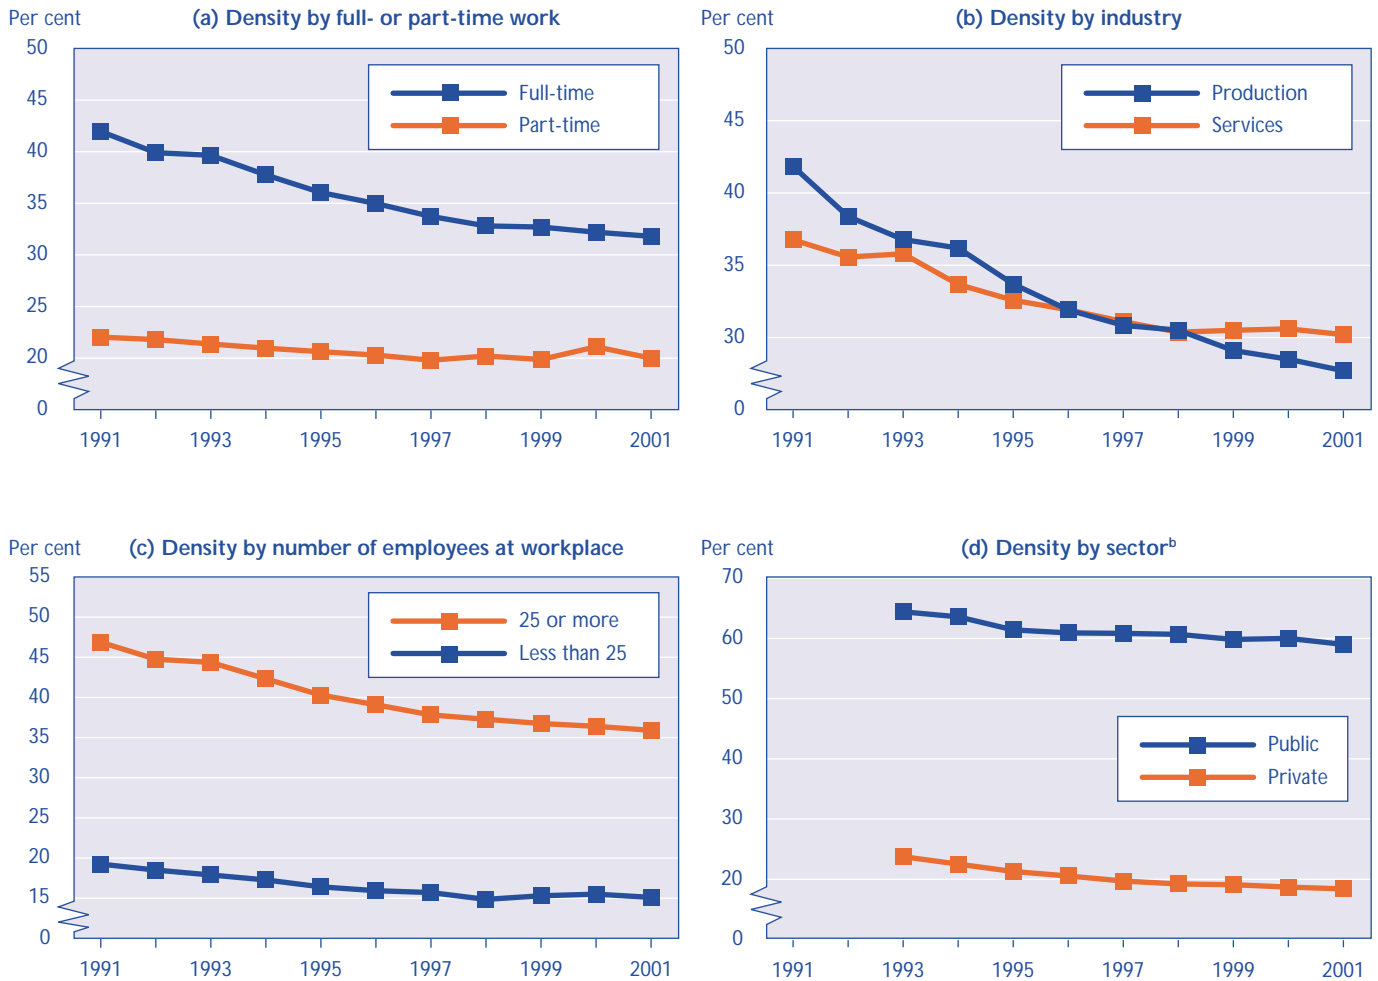 Per cent (a) Density by full- or part-time work
50
45
40
35
30
25
20
0
Full-time
Part-time
1991 1993 1995 1997 1999 2001
Per cent (b) Density by industry
50
45
40
35
30
0
Production
Services
1991 1993 1995 1997 1999 2001
Per cent (c) Density by number of employees at workplace
55
50
45
40
35
30
25
20
15
0
25 or more
Less than 25
1991 1993 1995 1997 1999 2001
Per cent (d) Density by sectorᵇ
70
60
50
40
30
20
0
Public
Private
1991 1993 1995 1997 1999 2001